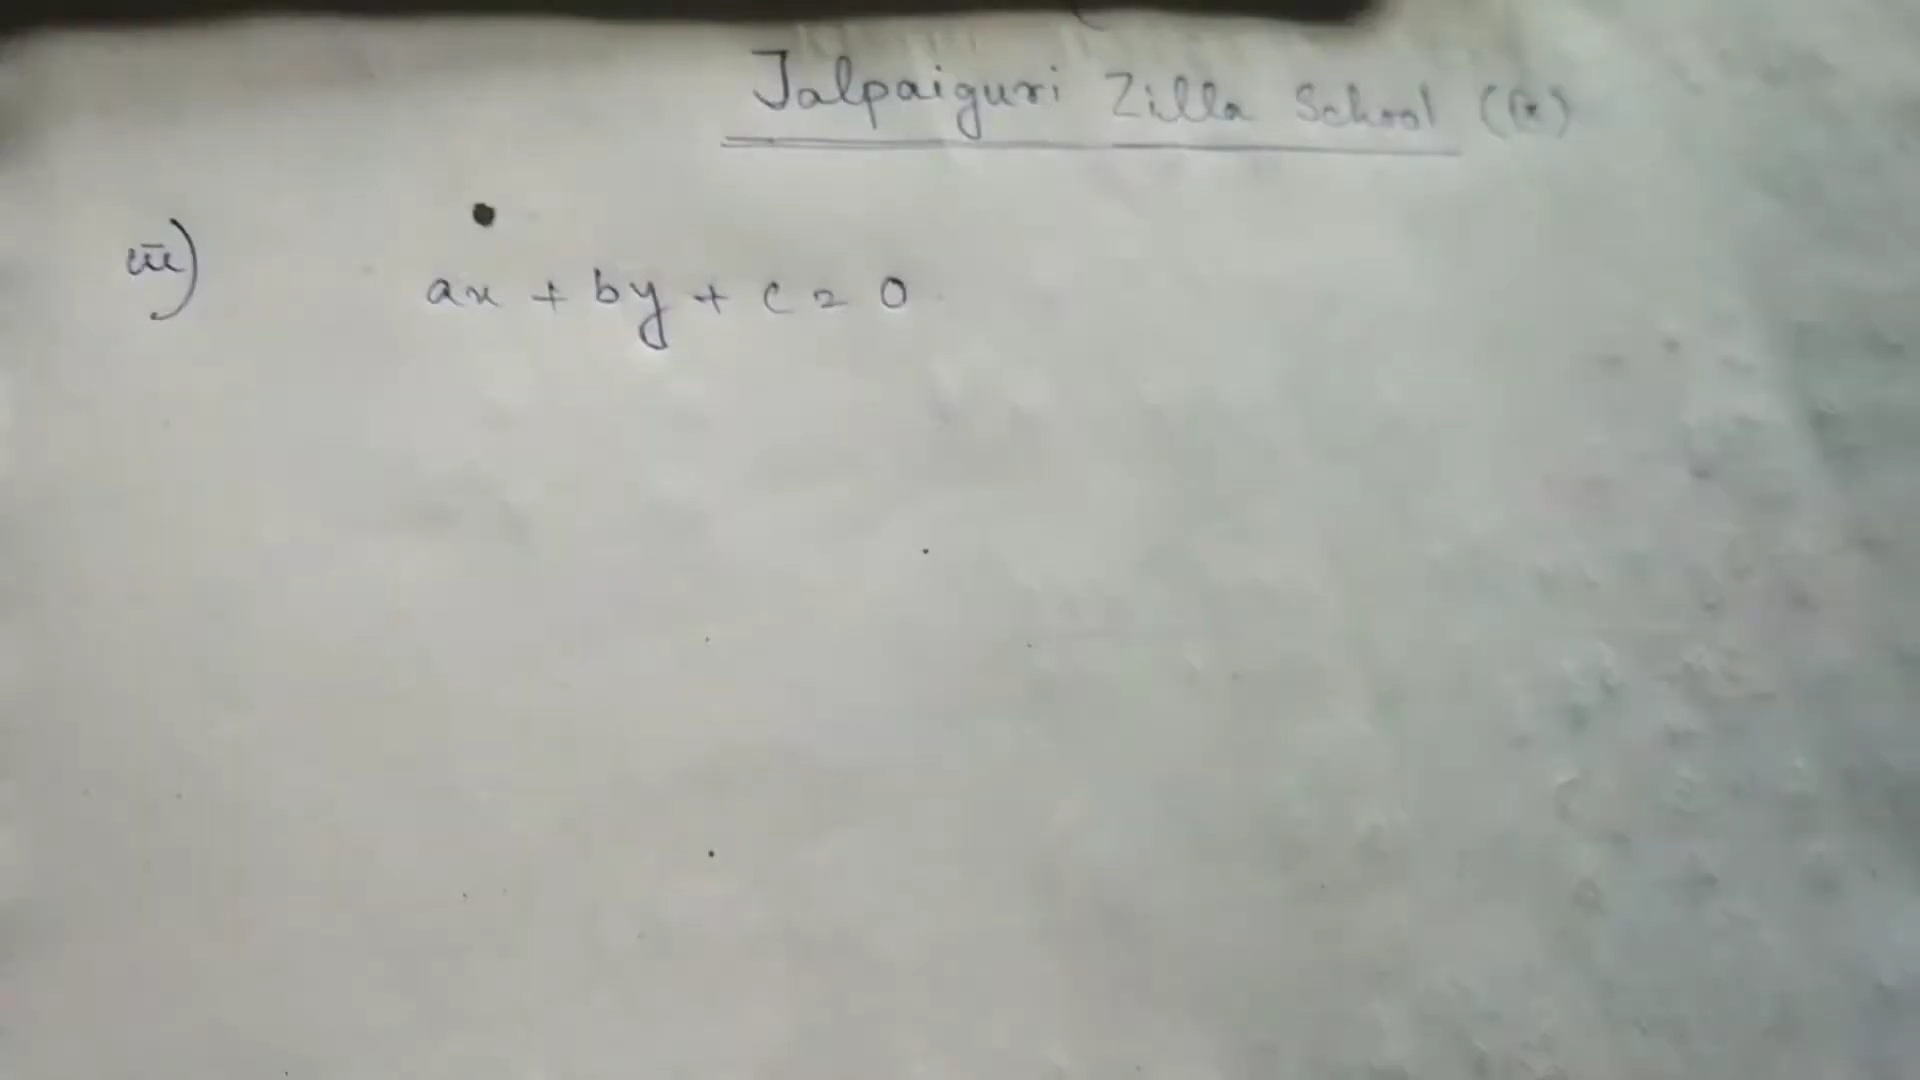 Jalpaiguri Zilla School (IX)
iii) ax + by + c = 0